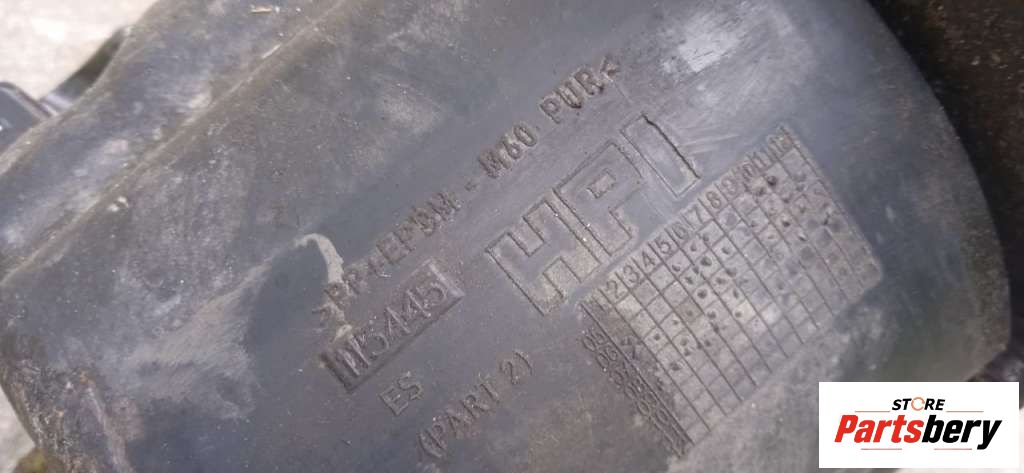 >PP+EPDM - M60 PUR<
HPI
ES
(PART 2)
1 2 3 4 5 6 7 8 9 10 11 12
STORE
Partsbery